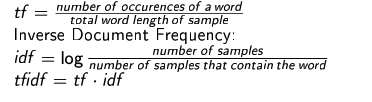 tf = number of occurences of a word / total word length of sample
Inverse Document Frequency:
idf = log number of samples / number of samples that contain the word
tfidf = tf · idf